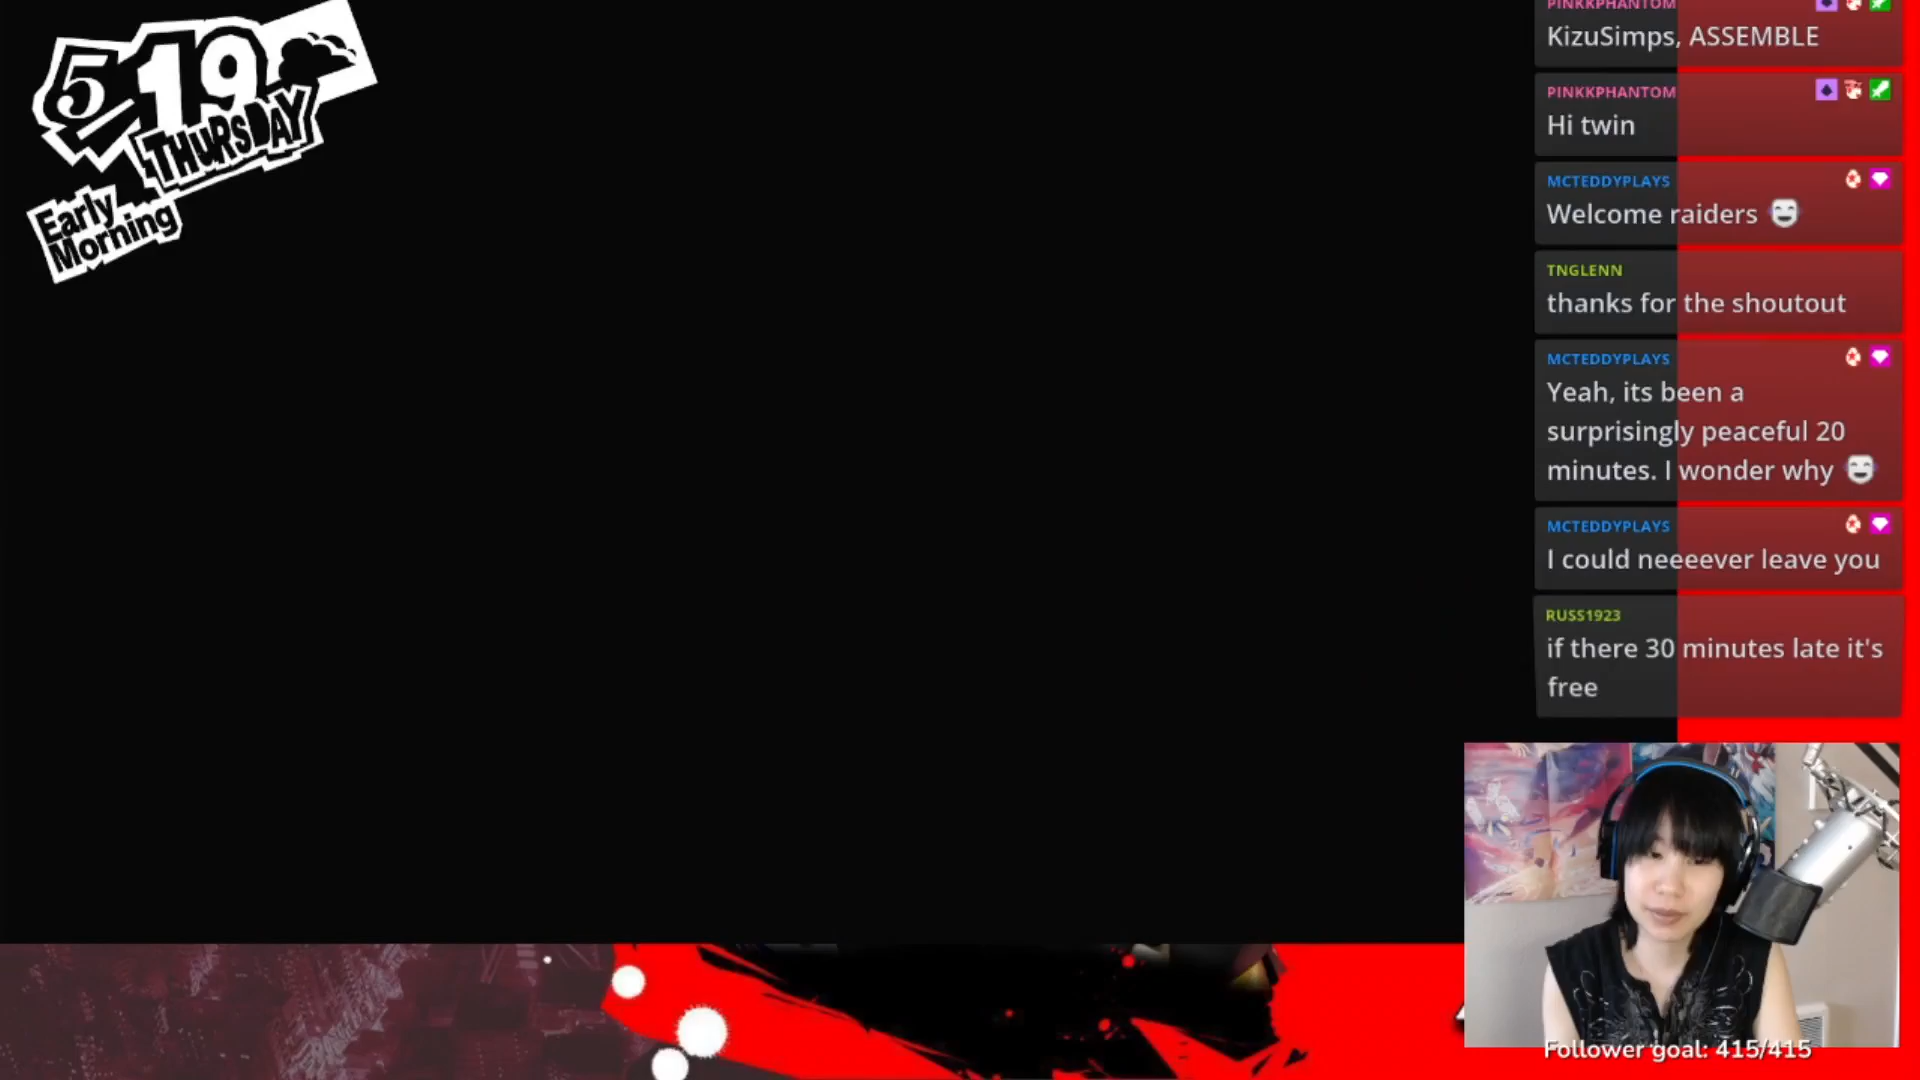 5/19
THURSDAY
Early
Morning
PINKKPHANTOM
KizuSimps, ASSEMBLE
PINKKPHANTOM
Hi twin
MCTEDDYPLAYS
Welcome raiders
TNGLENN
thanks for the shoutout
MCTEDDYPLAYS
Yeah, its been a
surprisingly peaceful 20
minutes. I wonder why
MCTEDDYPLAYS
I could neeeever leave you
RUSS1923
if there 30 minutes late it's
free
Follower goal: 415/415